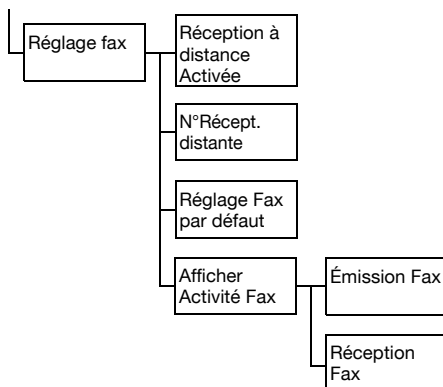 Réglage fax
Réception à
distance
Activée
N°Récept.
distante
Réglage Fax
par défaut
Afficher
Activité Fax
Émission Fax
Réception
Fax